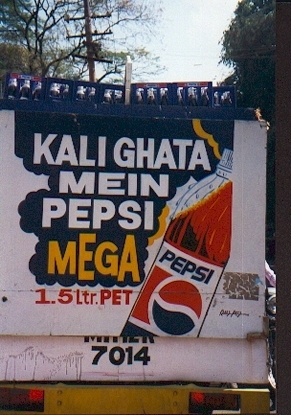 KALI GHATA
MEIN
PEPSI
MEGA
1.5 Ltr. PET
PEPSI
7014